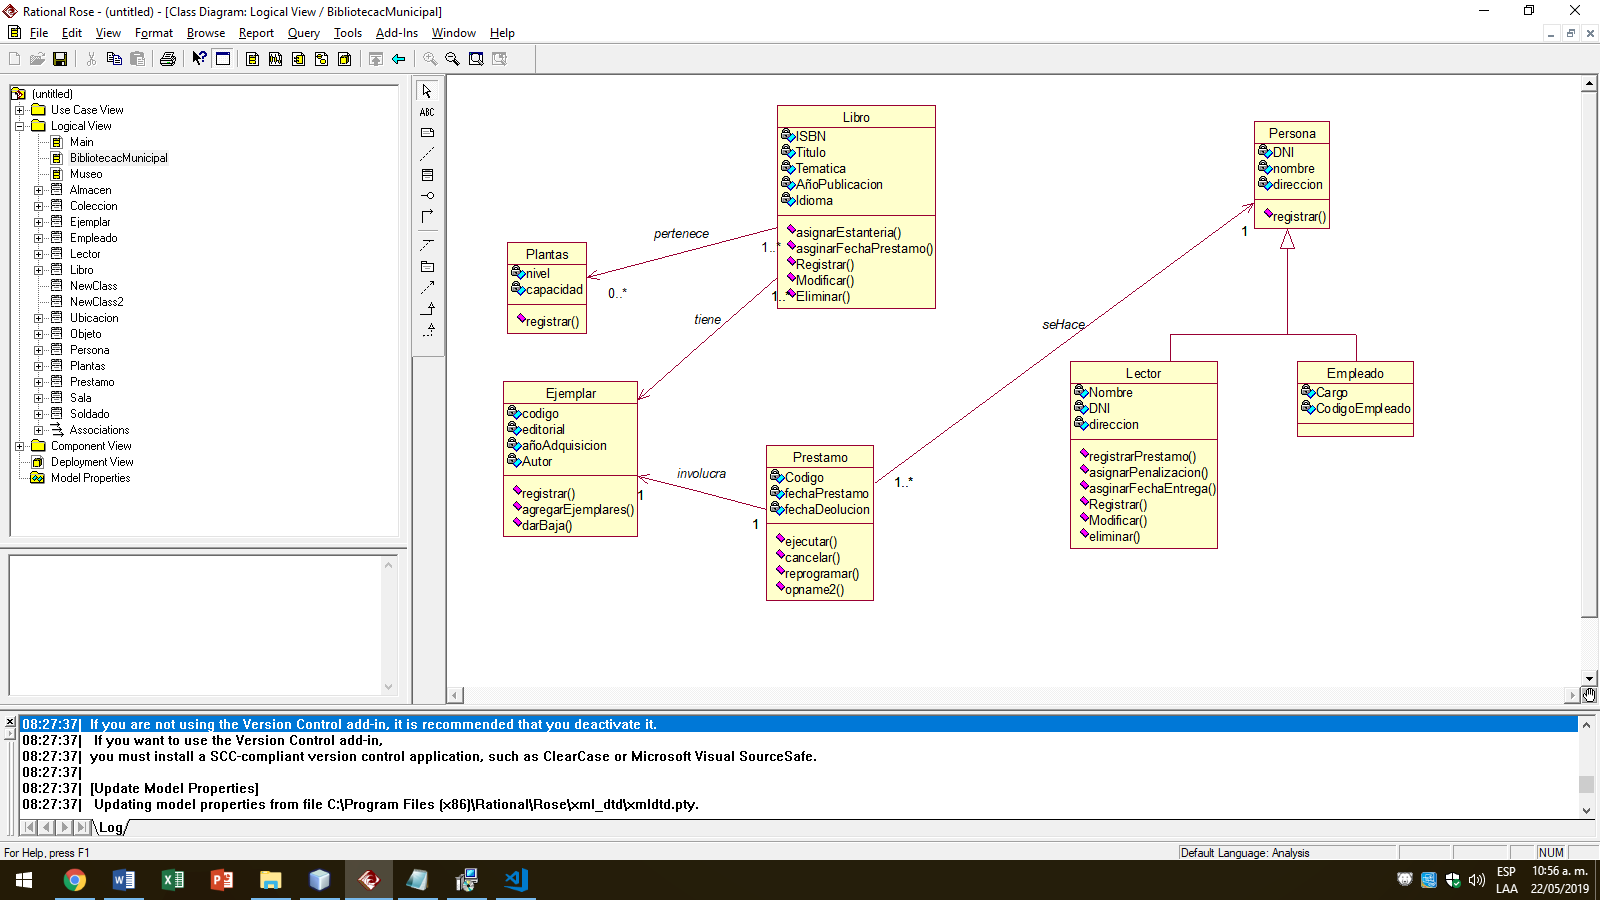 Rational Rose - (untitled) - [Class Diagram: Logical View / BibliotecacMunicipal]
File Edit View Format Browse Report Query Tools Add-Ins Window Help
(untitled)
Use Case View
Logical View
Main
BibliotecacMunicipal
Museo
Almacen
Coleccion
Ejemplar
Empleado
Lector
Libro
NewClass
NewClass2
Ubicacion
Objeto
Persona
Plantas
Prestamo
Sala
Soldado
Associations
Component View
Deployment View
Model Properties
ABC
Libro
ISBN
Titulo
Tematica
AñoPublicacion
Idioma
asignarEstanteria()
asginarFechaPrestamo()
Registrar()
Modificar()
Eliminar()
Persona
DNI
nombre
direccion
registrar()
pertenece
1..*
0..*
Plantas
nivel
capacidad
registrar()
tiene
1..*
seHace
1
1..*
Ejemplar
codigo
editorial
añoAdquisicion
Autor
registrar()
agregarEjemplares()
darBaja()
involucra
1
1
Prestamo
Codigo
fechaPrestamo
fechaDeolucion
ejecutar()
cancelar()
reprogramar()
opname2()
Lector
Nombre
DNI
direccion
registrarPrestamo()
asignarPenalizacion()
asginarFechaEntrega()
Registrar()
Modificar()
eliminar()
Empleado
Cargo
CodigoEmpleado
08:27:37| If you are not using the Version Control add-in, it is recommended that you deactivate it.
08:27:37| If you want to use the Version Control add-in,
08:27:37| you must install a SCC-compliant version control application, such as ClearCase or Microsoft Visual SourceSafe.
08:27:37|
08:27:37| [Update Model Properties]
08:27:37| Updating model properties from file C:\Program Files (x86)\Rational\Rose\xml_dtd\xmldtd.pty.
Log
For Help, press F1
Default Language: Analysis
NUM
ESP
LAA
10:56 a. m.
22/05/2019